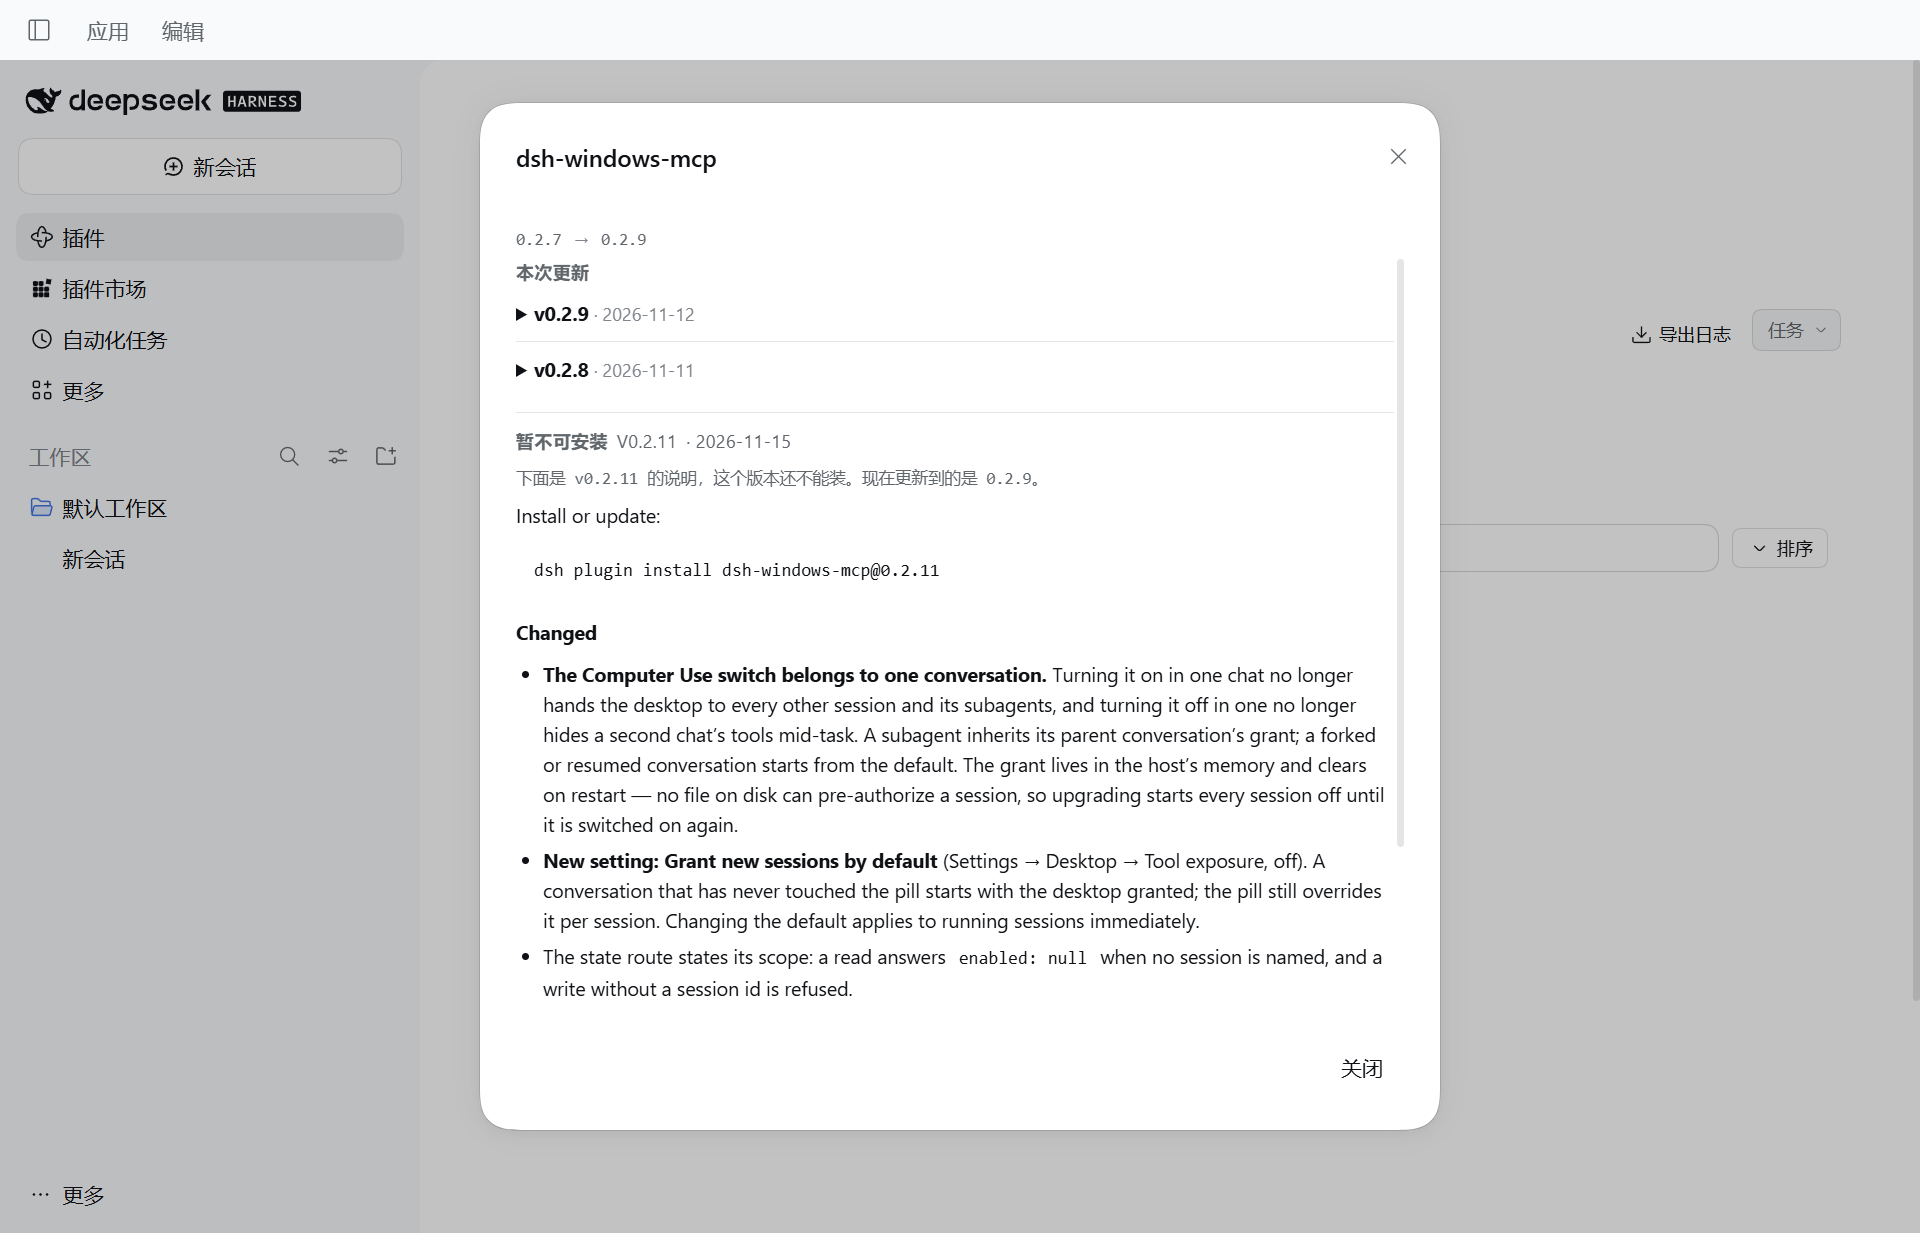 应用 编辑
deepseek HARNESS
新会话
插件
插件市场
自动化任务
更多
工作区
默认工作区
新会话
更多
导出日志 任务
排序
dsh-windows-mcp
0.2.7 → 0.2.9
本次更新
▶ v0.2.9 · 2026-11-12
▶ v0.2.8 · 2026-11-11
暂不可安装 V0.2.11 · 2026-11-15
下面是 v0.2.11 的说明，这个版本还不能装。现在更新到的是 0.2.9。
Install or update:
dsh plugin install dsh-windows-mcp@0.2.11
Changed
• The Computer Use switch belongs to one conversation. Turning it on in one chat no longer
hands the desktop to every other session and its subagents, and turning it off in one no longer
hides a second chat’s tools mid-task. A subagent inherits its parent conversation’s grant; a forked
or resumed conversation starts from the default. The grant lives in the host’s memory and clears
on restart — no file on disk can pre-authorize a session, so upgrading starts every session off until
it is switched on again.
• New setting: Grant new sessions by default (Settings → Desktop → Tool exposure, off). A
conversation that has never touched the pill starts with the desktop granted; the pill still overrides
it per session. Changing the default applies to running sessions immediately.
• The state route states its scope: a read answers enabled: null when no session is named, and a
write without a session id is refused.
关闭